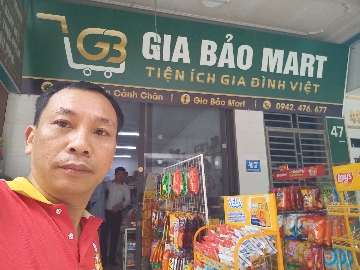 GB GIA BẢO MART
TIỆN ÍCH GIA ĐÌNH VIỆT
Cảnh Chân
Gia Bảo Mart
0942.476.677
47
47
Lay's